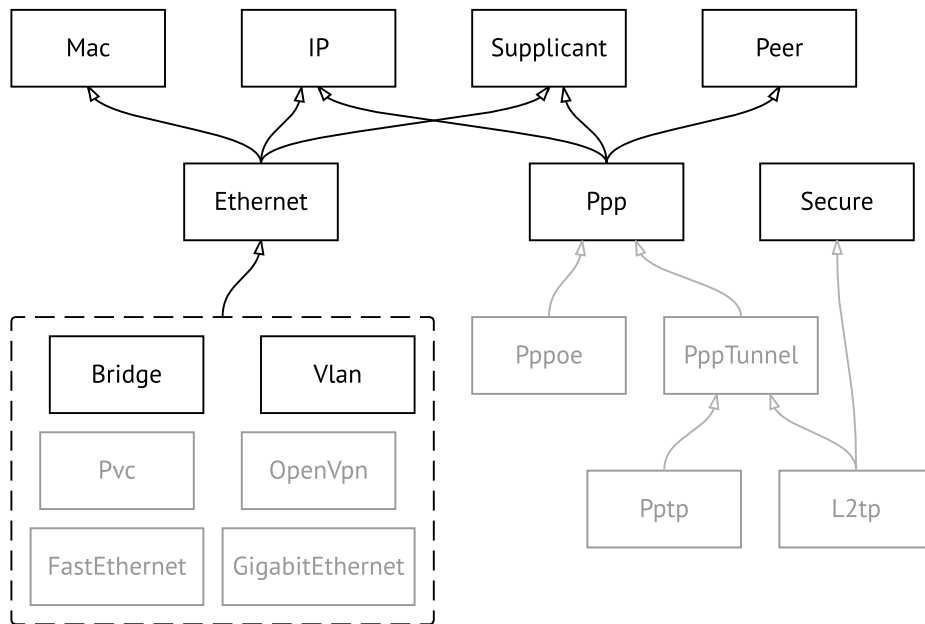 Mac
IP
Supplicant
Peer
Ethernet
Ppp
Secure
Bridge
Vlan
Pppoe
PppTunnel
Pvc
OpenVpn
Pptp
L2tp
FastEthernet
GigabitEthernet